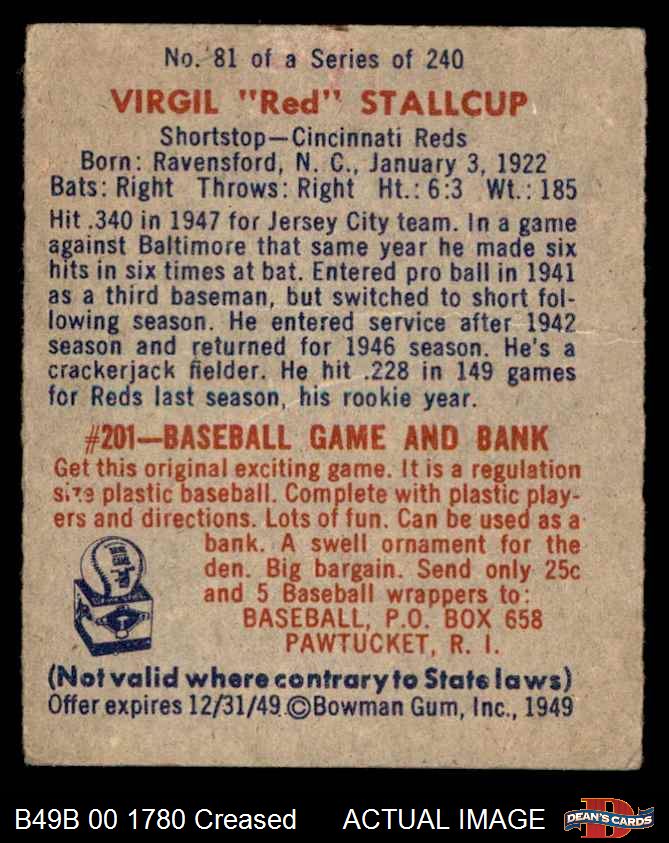 No. 81 of a Series of 240
VIRGIL "Red" STALLCUP
Shortstop—Cincinnati Reds
Born: Ravensford, N. C., January 3, 1922
Bats: Right Throws: Right Ht.: 6:3 Wt.: 185
Hit .340 in 1947 for Jersey City team. In a game
against Baltimore that same year he made six
hits in six times at bat. Entered pro ball in 1941
as a third baseman, but switched to short fol-
lowing season. He entered service after 1942
season and returned for 1946 season. He's a
crackerjack fielder. He hit .228 in 149 games
for Reds last season, his rookie year.
#201—BASEBALL GAME AND BANK
Get this original exciting game. It is a regulation
size plastic baseball. Complete with plastic play-
ers and directions. Lots of fun. Can be used as a
bank. A swell ornament for the
den. Big bargain. Send only 25c
and 5 Baseball wrappers to:
BASEBALL, P.O. BOX 658
PAWTUCKET, R. I.
(Not valid where contrary to State laws)
Offer expires 12/31/49 ©Bowman Gum, Inc., 1949
B49B 00 1780 Creased ACTUAL IMAGE
DEAN'S CARDS